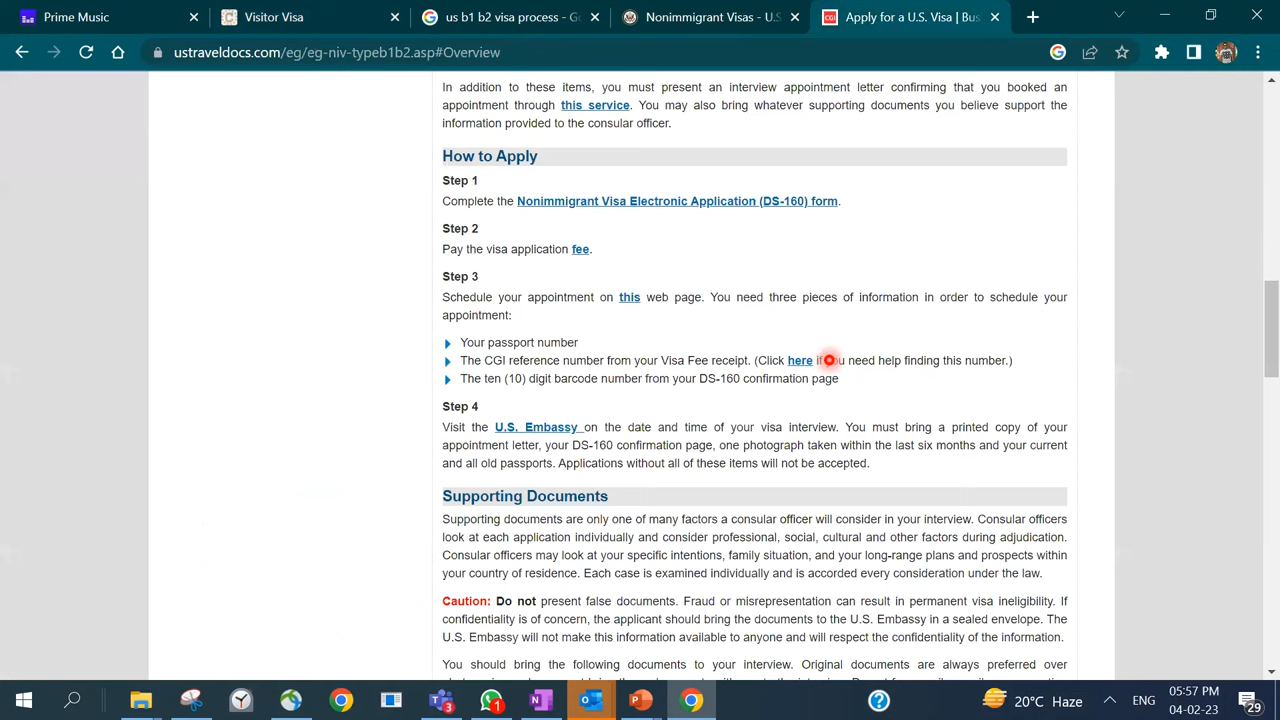 Prime Music
Visitor Visa
us b1 b2 visa process - Go
Nonimmigrant Visas - U.S
Apply for a U.S. Visa | Bus
ustraveldocs.com/eg/eg-niv-typeb1b2.asp#Overview
In addition to these items, you must present an interview appointment letter confirming that you booked an
appointment through this service. You may also bring whatever supporting documents you believe support the
information provided to the consular officer.
How to Apply
Step 1
Complete the Nonimmigrant Visa Electronic Application (DS-160) form.
Step 2
Pay the visa application fee.
Step 3
Schedule your appointment on this web page. You need three pieces of information in order to schedule your
appointment:
Your passport number
The CGI reference number from your Visa Fee receipt. (Click here if you need help finding this number.)
The ten (10) digit barcode number from your DS-160 confirmation page
Step 4
Visit the U.S. Embassy on the date and time of your visa interview. You must bring a printed copy of your
appointment letter, your DS-160 confirmation page, one photograph taken within the last six months and your current
and all old passports. Applications without all of these items will not be accepted.
Supporting Documents
Supporting documents are only one of many factors a consular officer will consider in your interview. Consular officers
look at each application individually and consider professional, social, cultural and other factors during adjudication.
Consular officers may look at your specific intentions, family situation, and your long-range plans and prospects within
your country of residence. Each case is examined individually and is accorded every consideration under the law.
Caution: Do not present false documents. Fraud or misrepresentation can result in permanent visa ineligibility. If
confidentiality is of concern, the applicant should bring the documents to the U.S. Embassy in a sealed envelope. The
U.S. Embassy will not make this information available to anyone and will respect the confidentiality of the information.
You should bring the following documents to your interview. Original documents are always preferred over
20°C Haze
ENG
05:57 PM
04-02-23
29